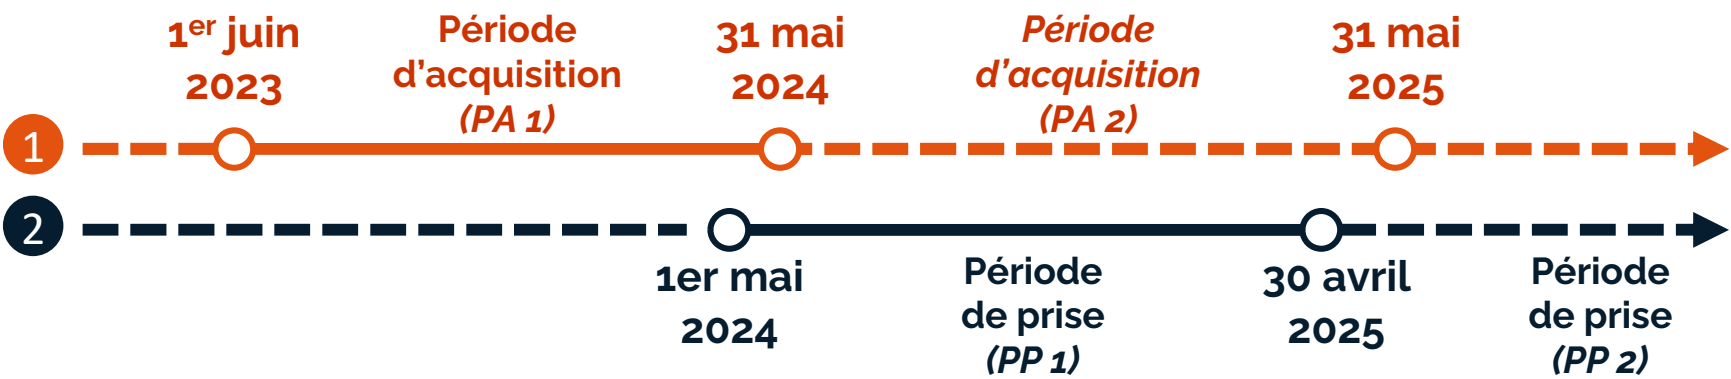 1er juin
2023
Période
d’acquisition
(PA 1)
31 mai
2024
Période
d’acquisition
(PA 2)
31 mai
2025
1
2
1er mai
2024
Période
de prise
(PP 1)
30 avril
2025
Période
de prise
(PP 2)